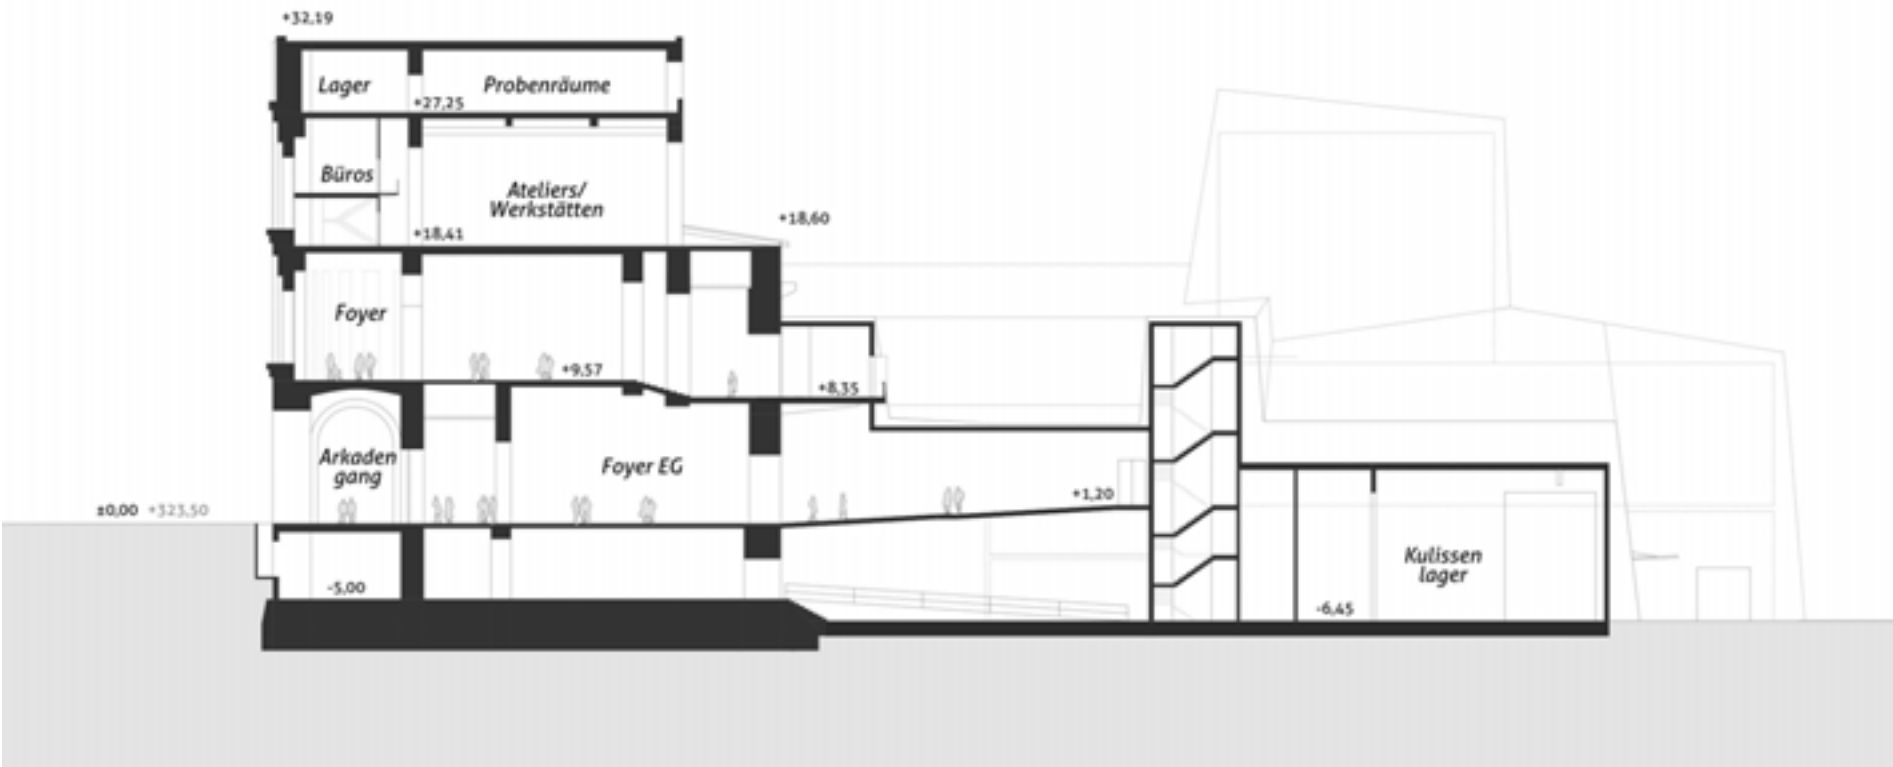 +32,19
Lager
Probenräume
+27,25
Büros
Ateliers/
Werkstätten
+18,60
+18,41
Foyer
+9,57
+8,35
Arkaden
gang
Foyer EG
+1,20
±0,00 +323,50
Kulissen
lager
-5,00
-6,45